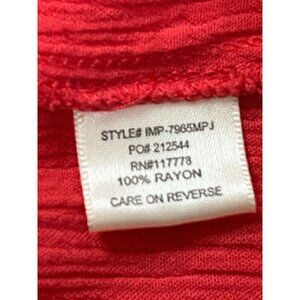 STYLE# IMP-7965MPJ
PO# 212544
RN#117778
100% RAYON
CARE ON REVERSE